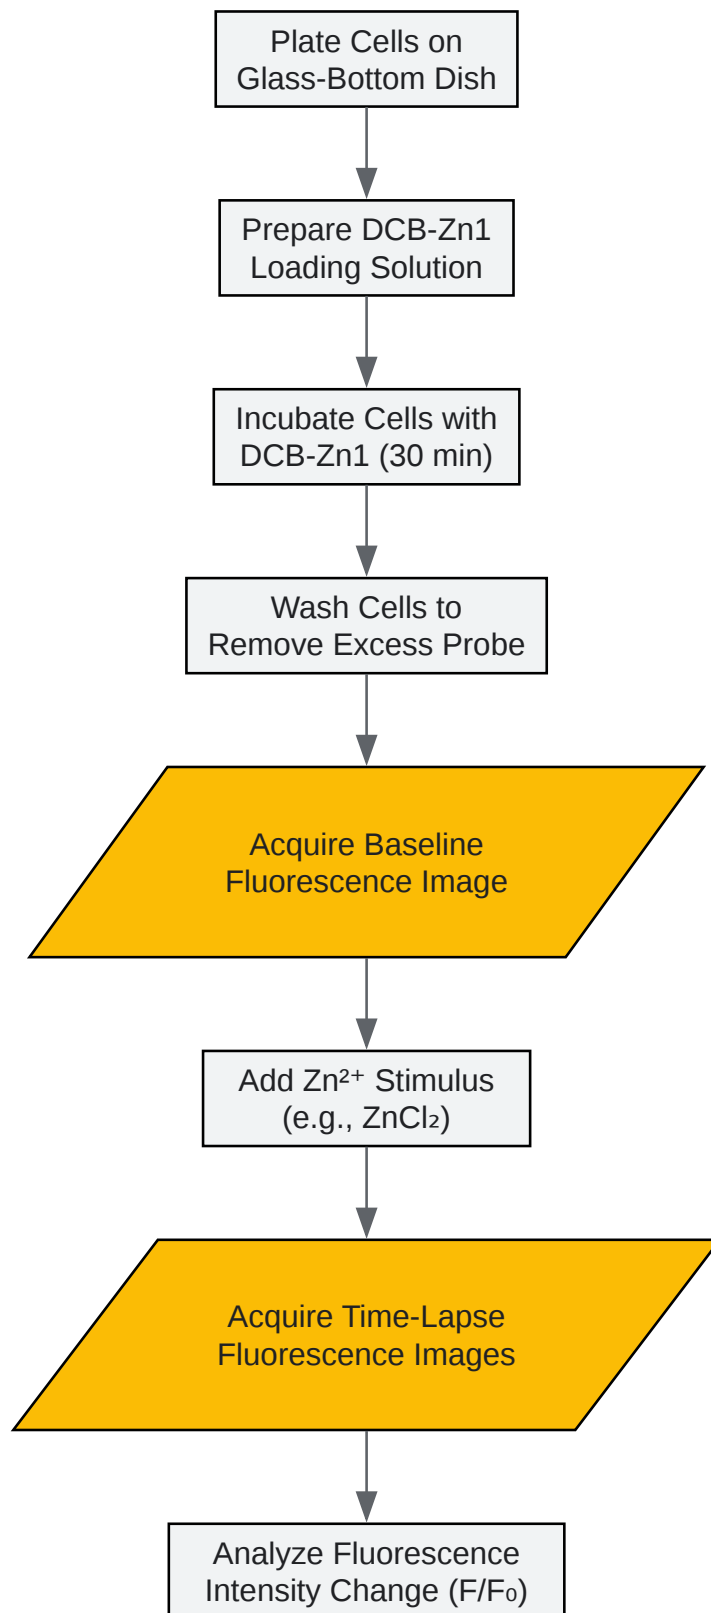 Plate Cells on
Glass-Bottom Dish
Prepare DCB-Zn1
Loading Solution
Incubate Cells with
DCB-Zn1 (30 min)
Wash Cells to
Remove Excess Probe
Acquire Baseline
Fluorescence Image
Add Zn²⁺ Stimulus
(e.g., ZnCl₂)
Acquire Time-Lapse
Fluorescence Images
Analyze Fluorescence
Intensity Change (F/F₀)